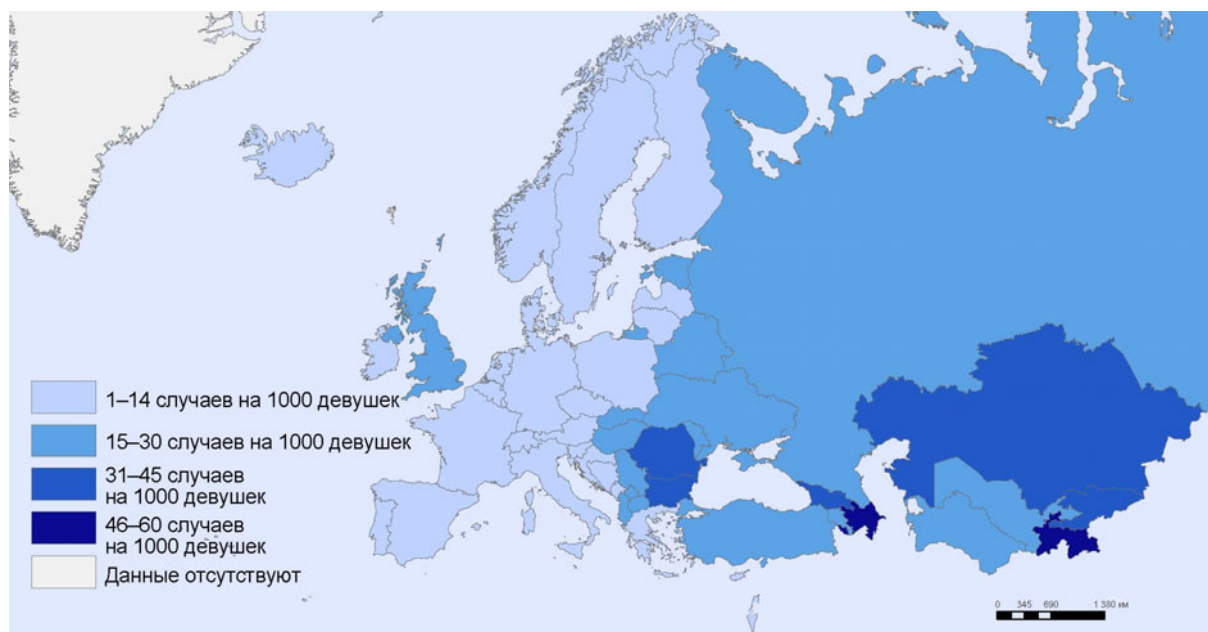 1–14 случаев на 1000 девушек
15–30 случаев на 1000 девушек
31–45 случаев
на 1000 девушек
46–60 случаев
на 1000 девушек
Данные отсутствуют
0 345 690 1 380 км